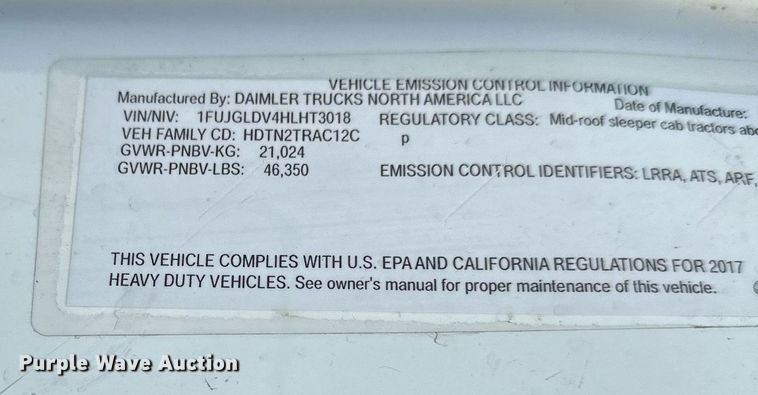 VEHICLE EMISSION CONTROL INFORMATION
Manufactured By: DAIMLER TRUCKS NORTH AMERICA LLC Date of Manufacture:
VIN/NIV: 1FUJGLDV4HLHT3018 REGULATORY CLASS: Mid-roof sleeper cab tractors abo
VEH FAMILY CD: HDTN2TRAC12C p
GVWR-PNBV-KG: 21,024
GVWR-PNBV-LBS: 46,350 EMISSION CONTROL IDENTIFIERS: LRRA, ATS, ARF,
THIS VEHICLE COMPLIES WITH U.S. EPA AND CALIFORNIA REGULATIONS FOR 2017
HEAVY DUTY VEHICLES. See owner's manual for proper maintenance of this vehicle.
Purple Wave Auction